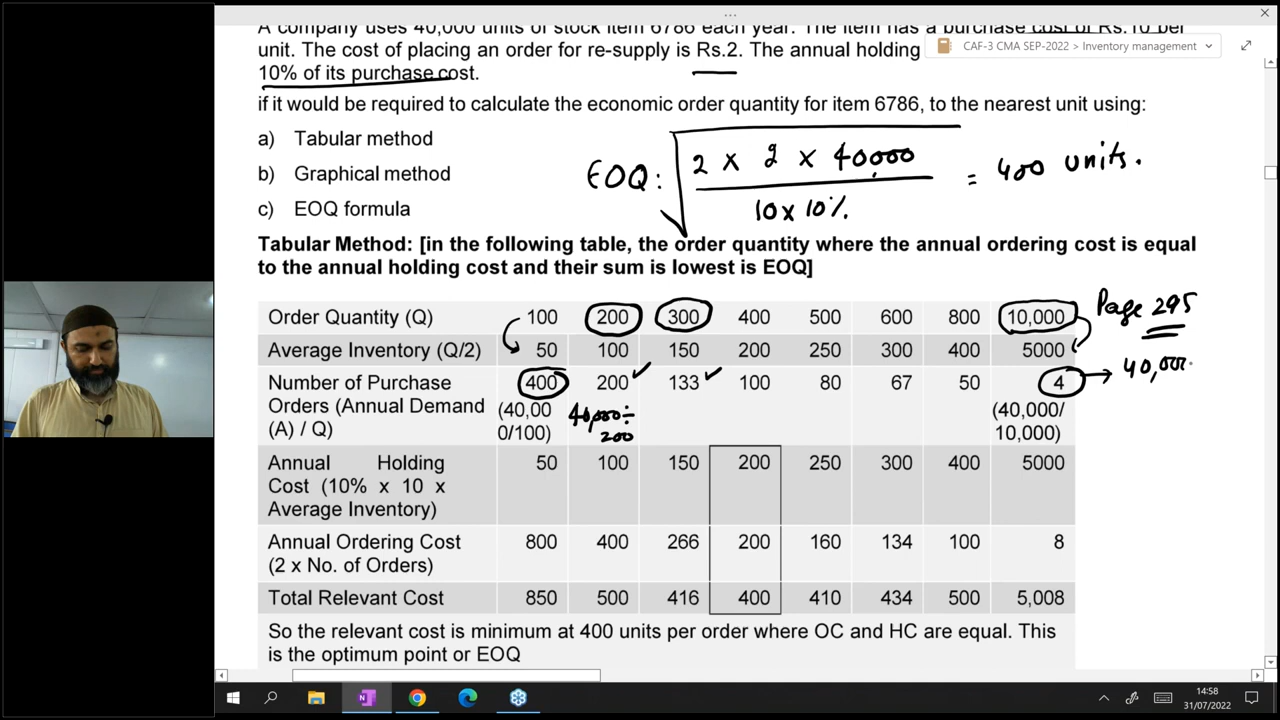 A company uses 40,000 units of stock item 6786 each year. The item has a purchase cost of Rs.10 per
unit. The cost of placing an order for re-supply is Rs.2. The annual holding
CAF-3 CMA SEP-2022 > Inventory management
10% of its purchase cost.
if it would be required to calculate the economic order quantity for item 6786, to the nearest unit using:
a) Tabular method
b) Graphical method
c) EOQ formula
EOQ: 2 x 2 x 40,000
10 x 10%
= 400 units.
Tabular Method: [in the following table, the order quantity where the annual ordering cost is equal
to the annual holding cost and their sum is lowest is EOQ]
Page 295
Order Quantity (Q) 100 200 300 400 500 600 800 10,000
Average Inventory (Q/2) 50 100 150 200 250 300 400 5000
Number of Purchase 400 200 133 100 80 67 50 4 → 40,000
Orders (Annual Demand (40,00 40,000 ÷ (40,000/
(A) / Q) 0/100) 200 10,000)
Annual Holding 50 100 150 200 250 300 400 5000
Cost (10% x 10 x
Average Inventory)
Annual Ordering Cost 800 400 266 200 160 134 100 8
(2 x No. of Orders)
Total Relevant Cost 850 500 416 400 410 434 500 5,008
So the relevant cost is minimum at 400 units per order where OC and HC are equal. This
is the optimum point or EOQ
14:58
31/07/2022